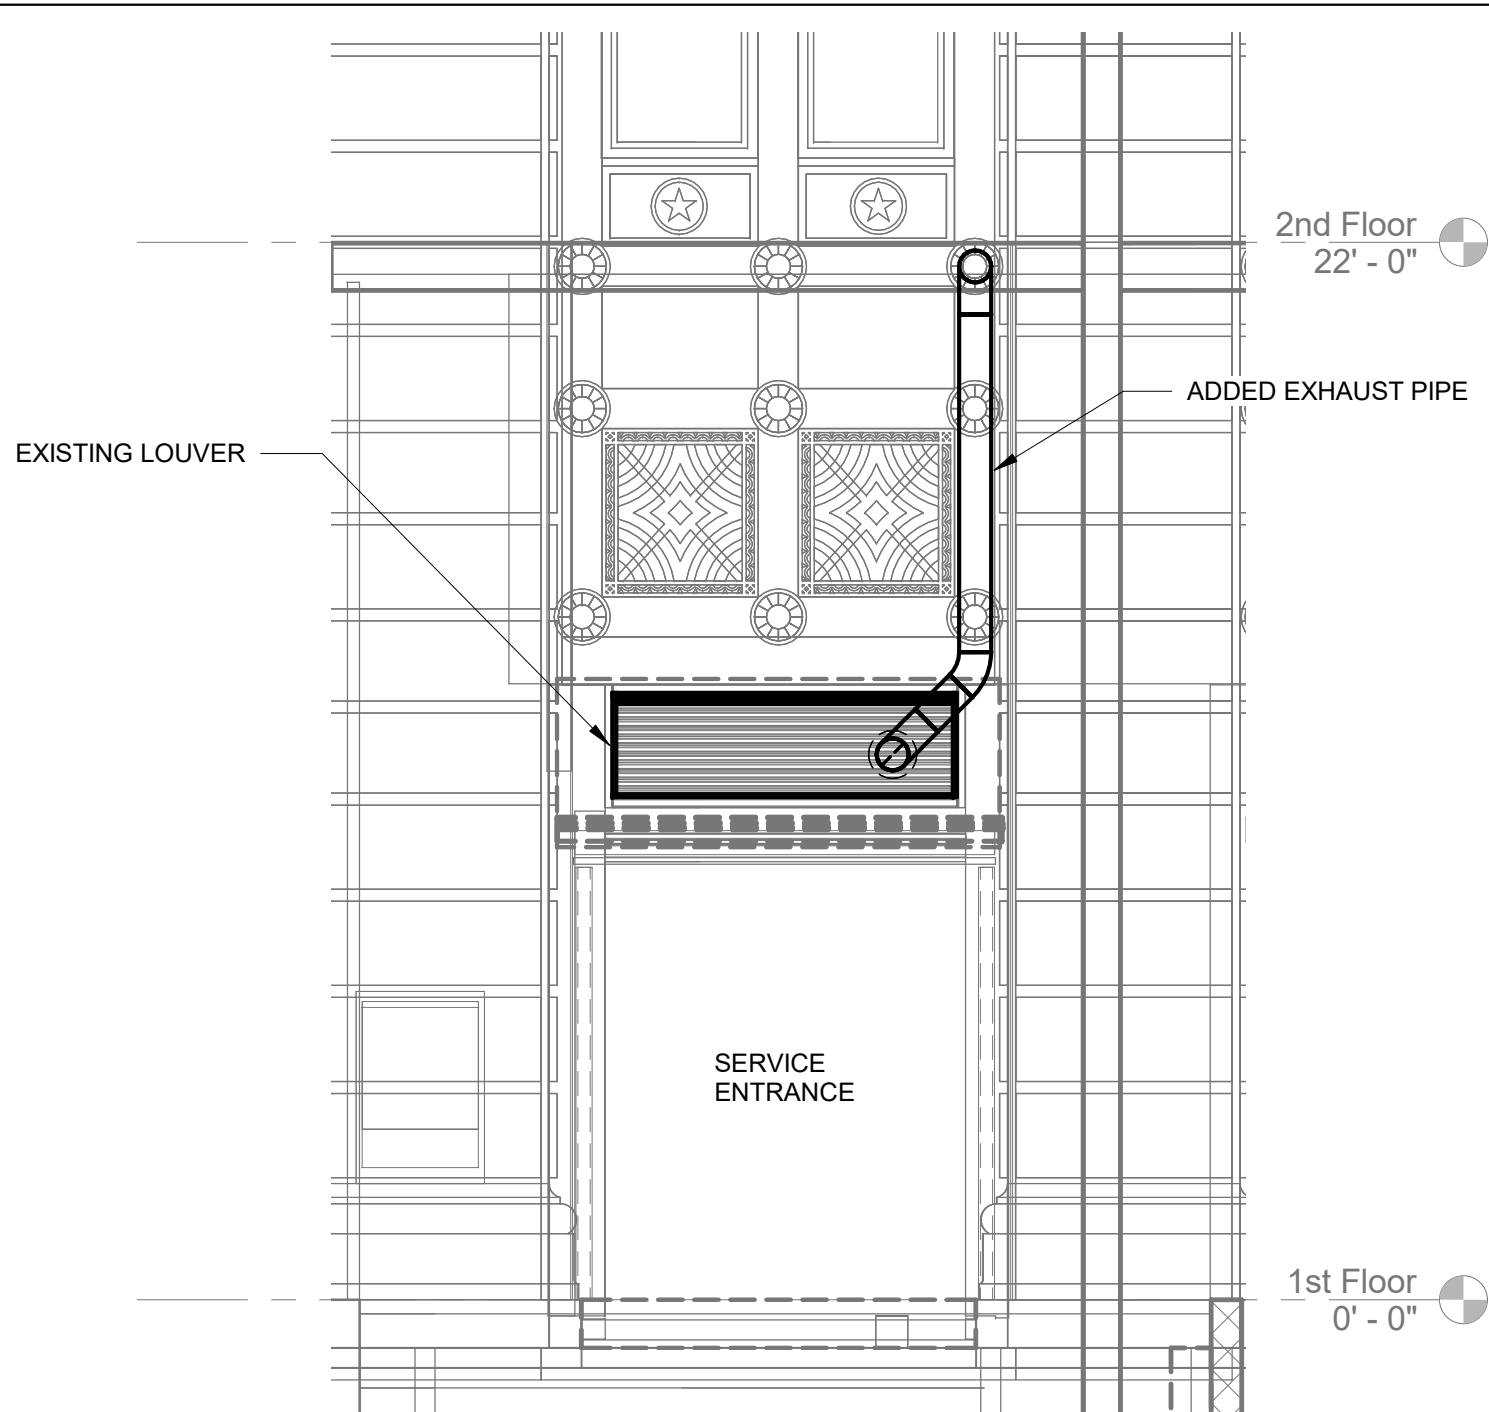 2nd Floor
22' - 0"
ADDED EXHAUST PIPE
EXISTING LOUVER
SERVICE
ENTRANCE
1st Floor
0' - 0"